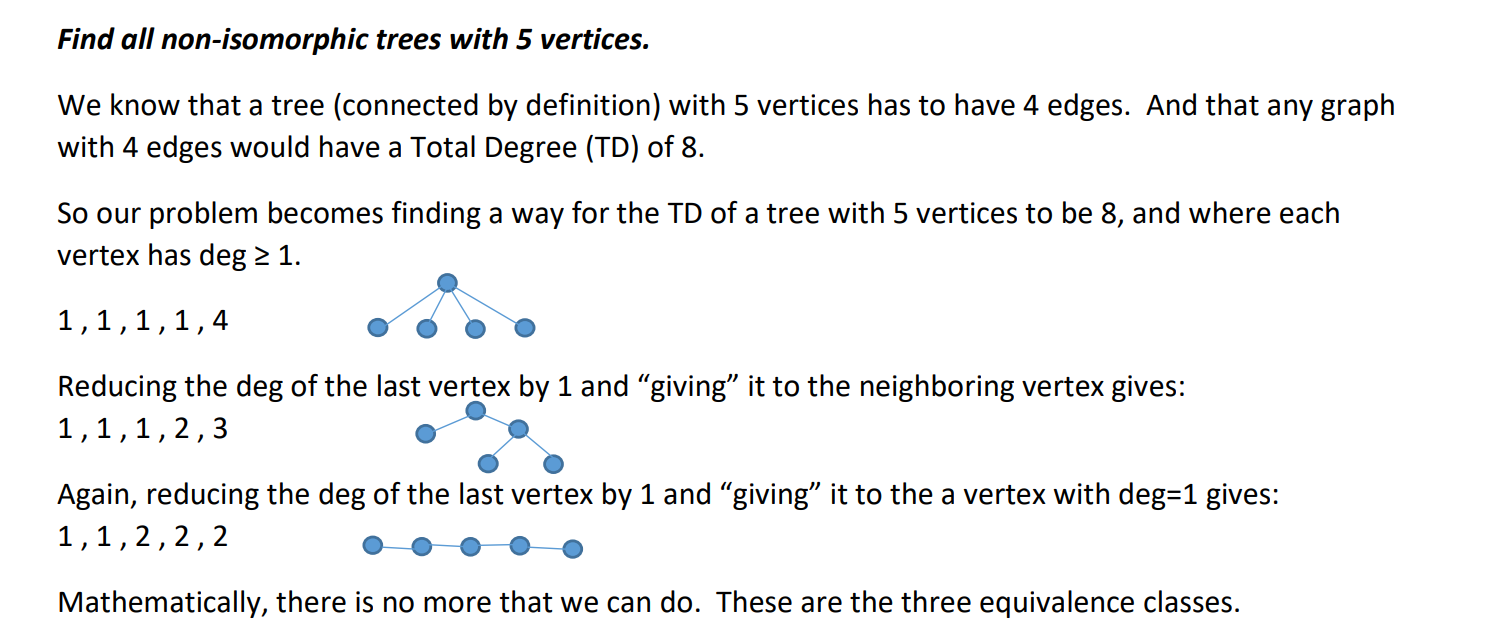 Find all non-isomorphic trees with 5 vertices.
We know that a tree (connected by definition) with 5 vertices has to have 4 edges.  And that any graph
with 4 edges would have a Total Degree (TD) of 8.
So our problem becomes finding a way for the TD of a tree with 5 vertices to be 8, and where each
vertex has deg ≥ 1.
1 , 1 , 1 , 1 , 4
Reducing the deg of the last vertex by 1 and “giving” it to the neighboring vertex gives:
1 , 1 , 1 , 2 , 3
Again, reducing the deg of the last vertex by 1 and “giving” it to the a vertex with deg=1 gives:
1 , 1 , 2 , 2 , 2
Mathematically, there is no more that we can do.  These are the three equivalence classes.